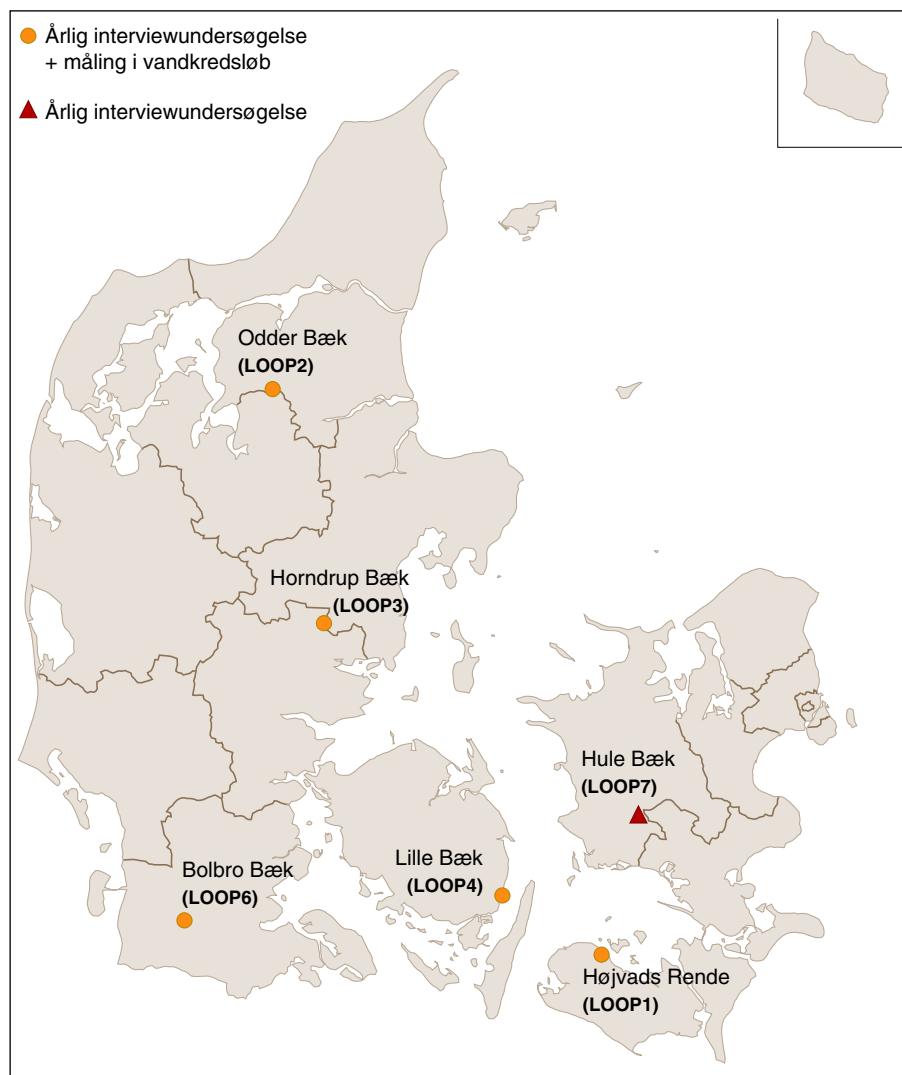 Årlig interviewundersøgelse
+ måling i vandkredsløb
Årlig interviewundersøgelse
Odder Bæk
(LOOP2)
Horndrup Bæk
(LOOP3)
Hule Bæk
(LOOP7)
Lille Bæk
(LOOP4)
Bolbro Bæk
(LOOP6)
Højvads Rende
(LOOP1)